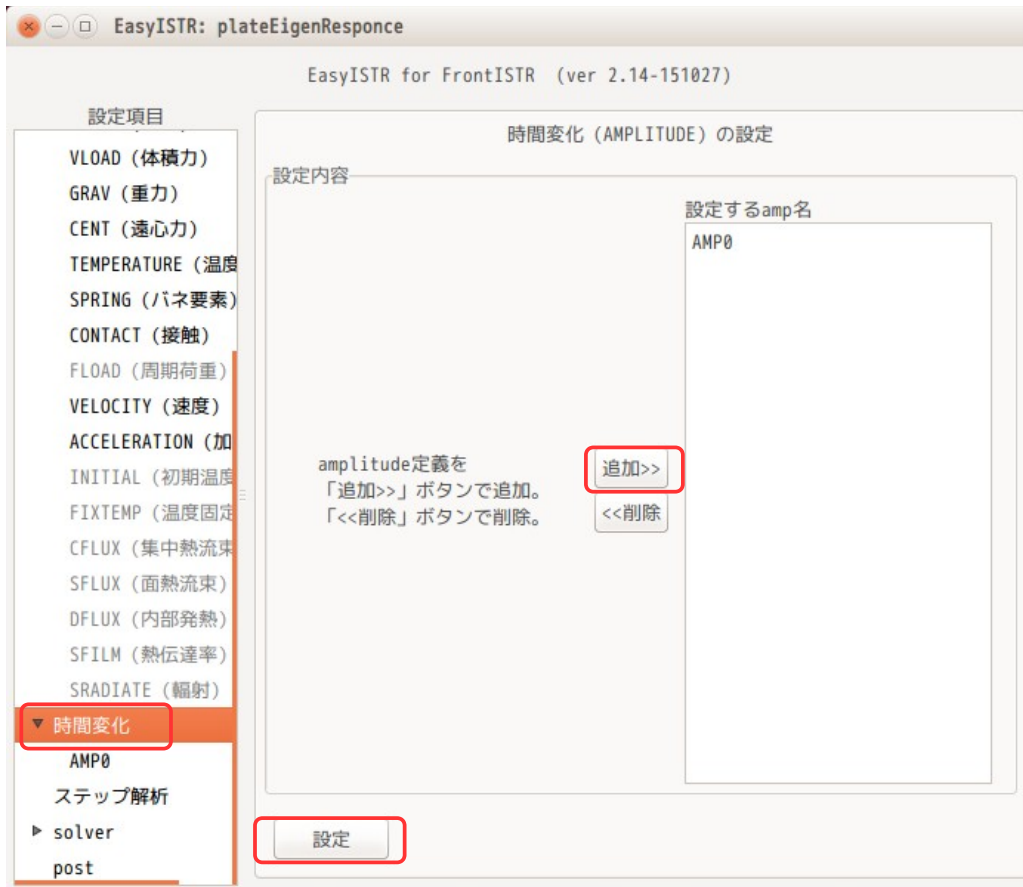 EasyISTR: plateEigenResponce
EasyISTR for FrontISTR (ver 2.14-151027)
設定項目
VLOAD (体積力)
GRAV (重力)
CENT (遠心力)
TEMPERATURE (温度
SPRING (バネ要素)
CONTACT (接触)
FLOAD (周期荷重)
VELOCITY (速度)
ACCELERATION (加
INITIAL (初期温度
FIXTEMP (温度固定
CFLUX (集中熱流束
SFLUX (面熱流束)
DFLUX (内部発熱)
SFILM (熱伝達率)
SRADIATE (輻射)
時間変化
AMP0
ステップ解析
solver
post
時間変化 (AMPLITUDE) の設定
設定内容
設定するamp名
AMP0
amplitude定義を
「追加>>」ボタンで追加。
「<<削除」ボタンで削除。
追加>>
<<削除
設定